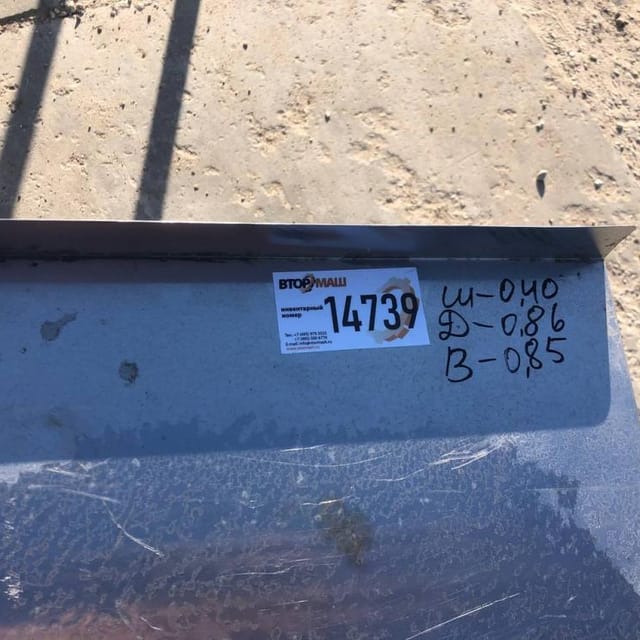 ВТОРМАШ
инвентарный
номер
14739
Ш-0,40
Д-0,86
В-0,85